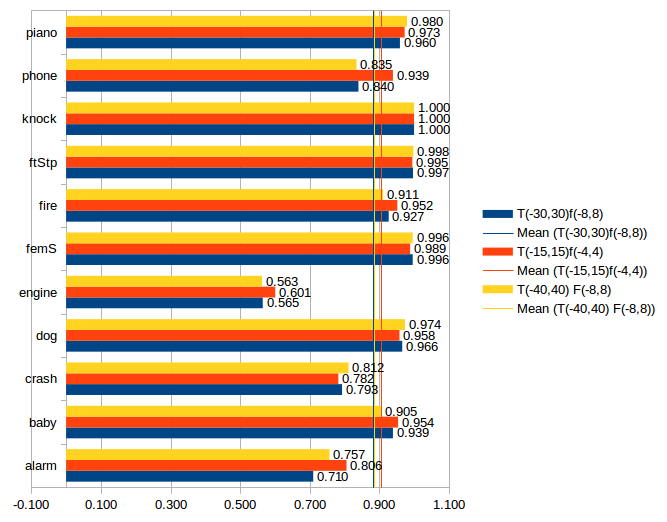 piano
0.980
0.973
0.960
phone
0.835
0.939
0.840
knock
1.000
1.000
1.000
ftStp
0.998
0.995
0.997
fire
0.911
0.952
0.927
femS
0.996
0.989
0.996
engine
0.563
0.601
0.565
dog
0.974
0.958
0.966
crash
0.812
0.782
0.793
baby
0.905
0.954
0.939
alarm
0.757
0.806
0.710
-0.100 0.100 0.300 0.500 0.700 0.900 1.100
T(-30,30)f(-8,8)
Mean (T(-30,30)f(-8,8))
T(-15,15)f(-4,4)
Mean (T(-15,15)f(-4,4))
T(-40,40) F(-8,8)
Mean (T(-40,40) F(-8,8))